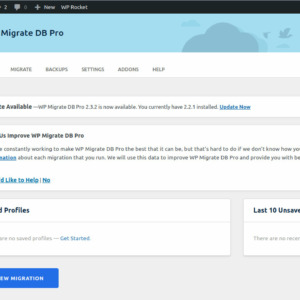 2 0 New WP Rocket
Migrate DB Pro
MIGRATE BACKUPS SETTINGS ADDONS HELP
te Available —WP Migrate DB Pro 2.3.2 is now available. You currently have 2.2.1 installed. Update Now
Us Improve WP Migrate DB Pro
e constantly working to make WP Migrate DB Pro the best that it can be, but that's hard to do if we don't know how you
mation about each migration that you run. We will use this data to improve WP Migrate DB Pro and provide you with be
d Like to Help | No
d Profiles
Last 10 Unsave
re no saved profiles — Get Started.
There are no recen
EW MIGRATION